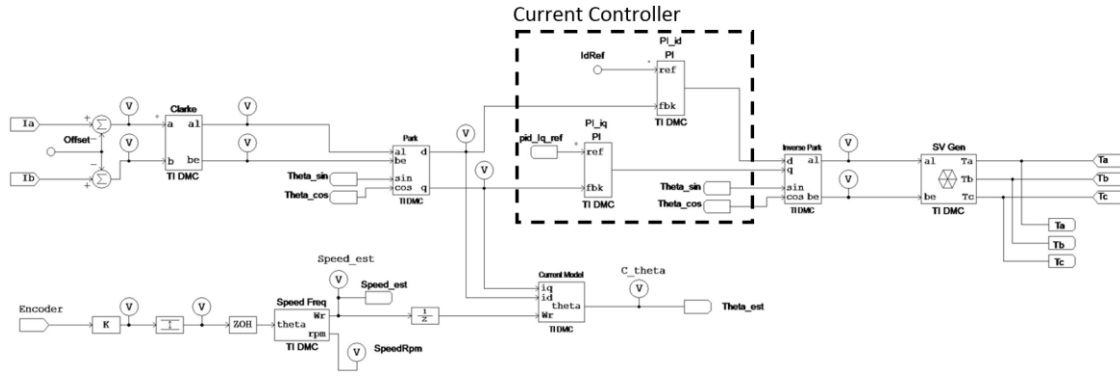 Current Controller
PI_id
PI
IdRef
ref
fbk
TI DMC
Ia
Ib
Offset
Σ
Σ
V
V
Clarke
a
al
b
be
TI DMC
V
V
Park
al
d
be
sin
cos
q
TI DMC
Theta_sin
Theta_cos
V
V
PI_iq
PI
pid_Iq_ref
ref
fbk
TI DMC
Theta_sin
Theta_cos
Inverse Park
d
al
q
sin
cos
be
TI DMC
V
V
SV Gen
al
Ta
Tb
be
Tc
TI DMC
Ta
Tb
Tc
Ta
Tb
Tc
Encoder
K
V
V
ZOH
Speed Freq
Wr
theta
rpm
TI DMC
Speed_est
V
Speed_est
V
SpeedRpm
1
z
Current Model
iq
id
theta
Wr
TI DMC
C_theta
V
Theta_est